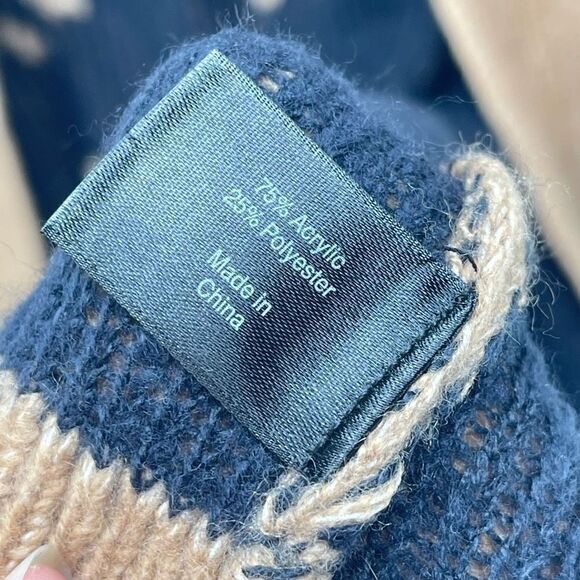 75% Acrylic
25% Polyester
Made in
China